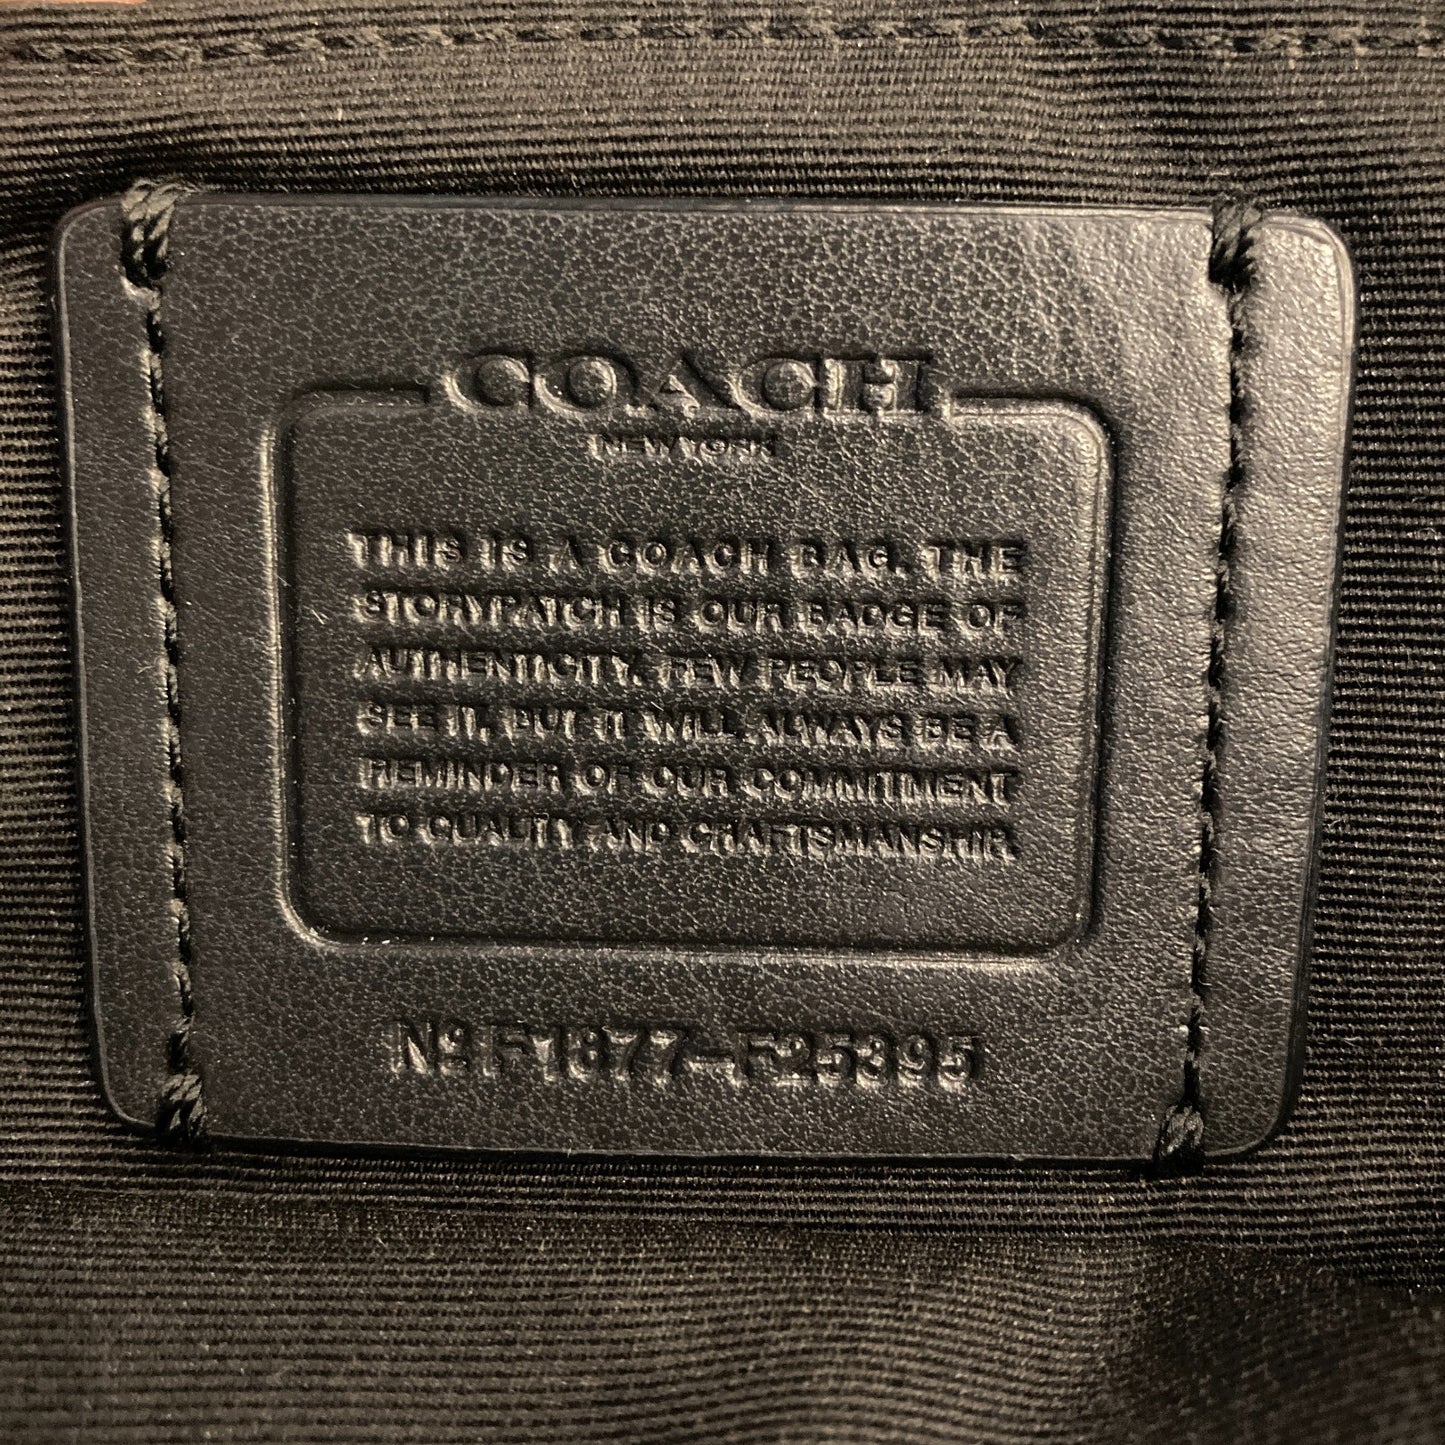 COACH
NEW YORK
THIS IS A COACH BAG. THE
STORYPATCH IS OUR BADGE OF
AUTHENTICITY. FEW PEOPLE MAY
SEE IT, BUT IT WILL ALWAYS BE A
REMINDER OF OUR COMMITMENT
TO QUALITY AND CRAFTSMANSHIP.
Nº F1877-F25395